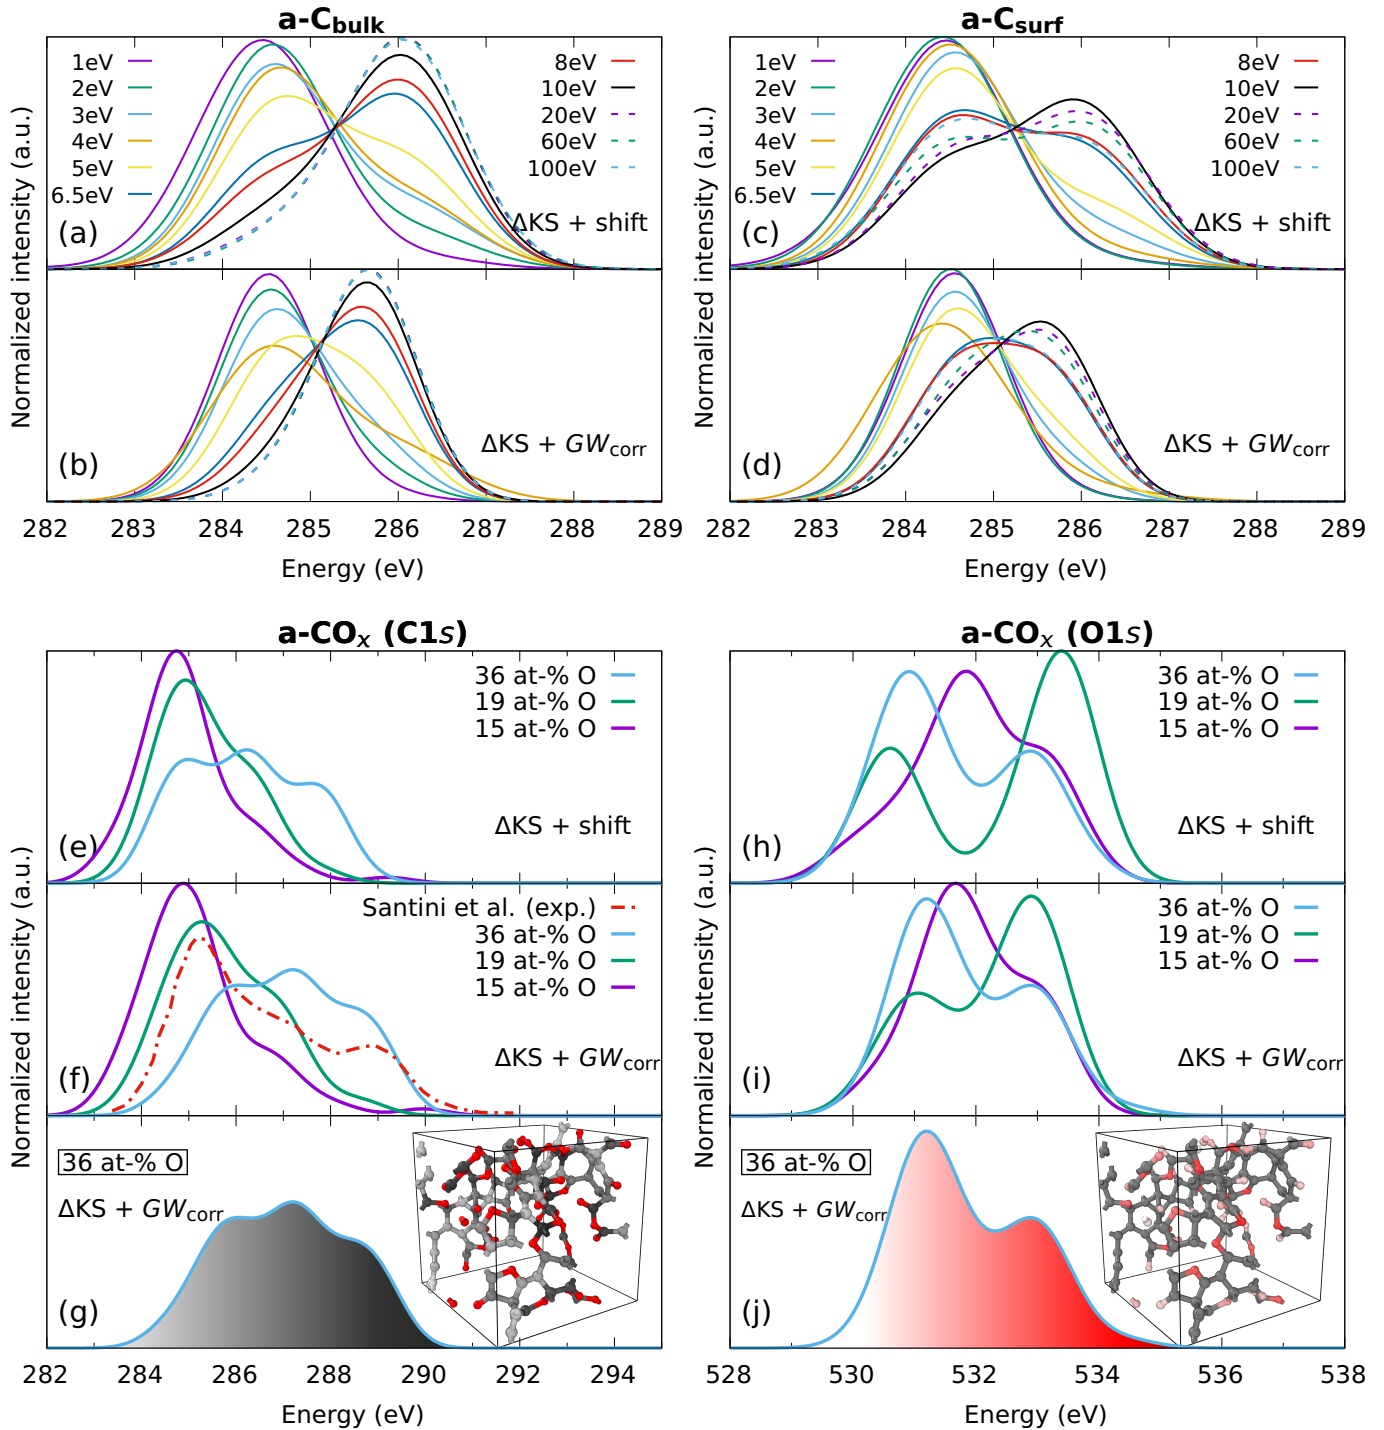 a-C_bulk
a-C_surf
Normalized intensity (a.u.)
1eV
2eV
3eV
4eV
5eV
6.5eV
8eV
10eV
20eV
60eV
100eV
(a)
ΔKS + shift
(b)
ΔKS + GW_corr
282 283 284 285 286 287 288 289
Energy (eV)
Normalized intensity (a.u.)
1eV
2eV
3eV
4eV
5eV
6.5eV
8eV
10eV
20eV
60eV
100eV
(c)
ΔKS + shift
(d)
ΔKS + GW_corr
282 283 284 285 286 287 288 289
Energy (eV)
a-CO_x (C1s)
a-CO_x (O1s)
Normalized intensity (a.u.)
36 at-% O
19 at-% O
15 at-% O
(e)
ΔKS + shift
Santini et al. (exp.)
36 at-% O
19 at-% O
15 at-% O
(f)
ΔKS + GW_corr
36 at-% O
ΔKS + GW_corr
(g)
282 284 286 288 290 292 294
Energy (eV)
Normalized intensity (a.u.)
36 at-% O
19 at-% O
15 at-% O
(h)
ΔKS + shift
36 at-% O
19 at-% O
15 at-% O
(i)
ΔKS + GW_corr
36 at-% O
ΔKS + GW_corr
(j)
528 530 532 534 536 538
Energy (eV)